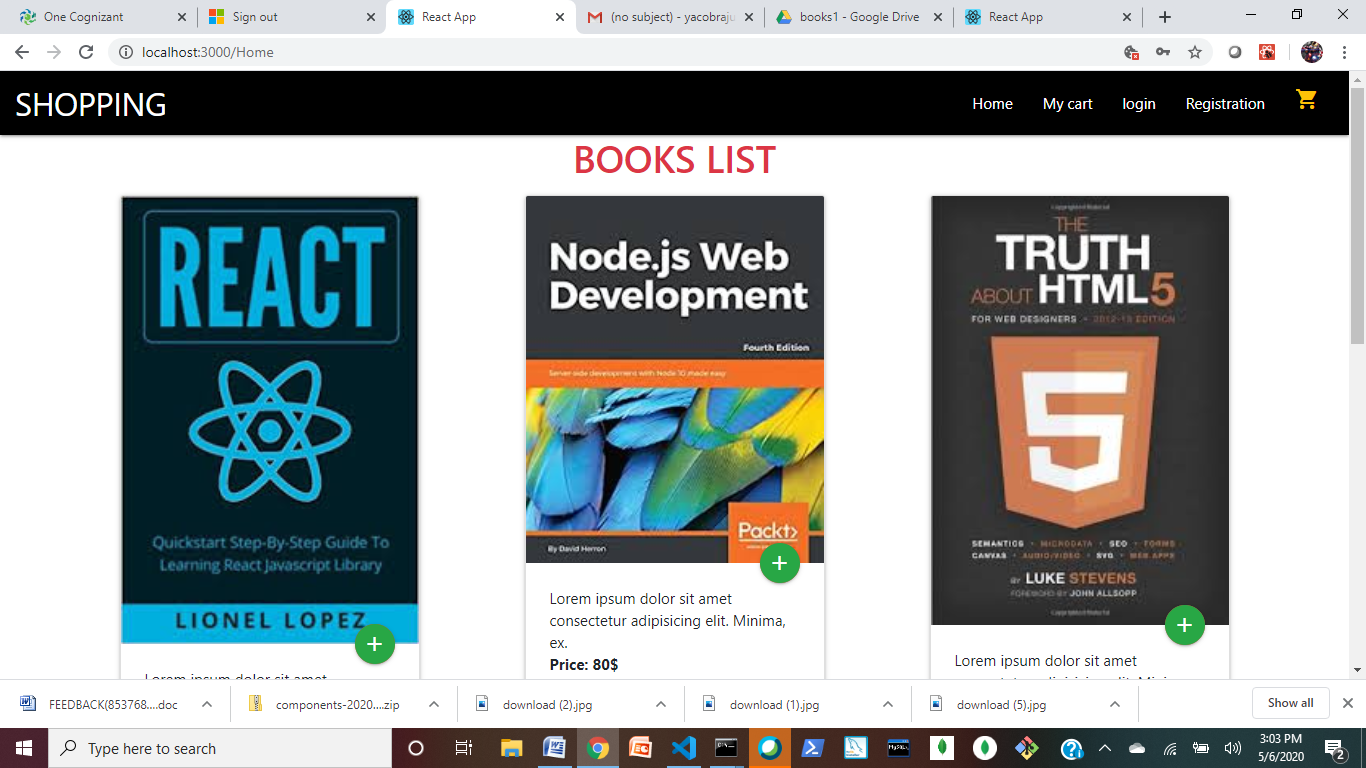 One Cognizant
Sign out
React App
(no subject) - yacobraju
books1 - Google Drive
React App
localhost:3000/Home
SHOPPING
Home
My cart
login
Registration
BOOKS LIST
REACT
Quickstart Step-By-Step Guide To
Learning React Javascript Library
LIONEL LOPEZ
Lorem ipsum dolor sit amet
Node.js Web
Development
Fourth Edition
Server-side development with Node 10 made easy
Packt>
By David Herron
Lorem ipsum dolor sit amet
consectetur adipisicing elit. Minima,
ex.
Price: 80$
THE
TRUTH
ABOUT HTML5
FOR WEB DESIGNERS • 2012-13 EDITION
5
SEMANTICS • MICRODATA • SEO • FORMS
CANVAS • AUDIO/VIDEO • SVG • WEB APPS
BY LUKE STEVENS
FOREWORD BY JOHN ALLSOPP
Lorem ipsum dolor sit amet
FEEDBACK(853768....doc
components-2020....zip
download (2).jpg
download (1).jpg
download (5).jpg
Show all
Type here to search
3:03 PM
5/6/2020
2